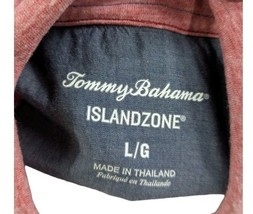 Tommy Bahama®
ISLANDZONE®
L/G
MADE IN THAILAND
Fabriqué en Thaïlande